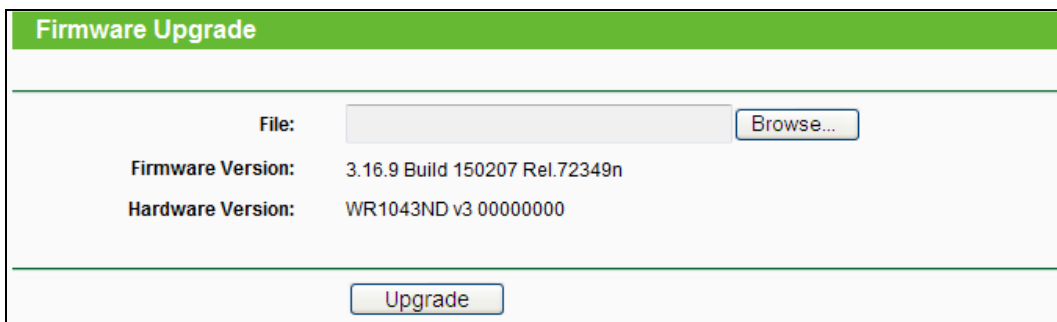 Firmware Upgrade
File:
Browse...
Firmware Version: 3.16.9 Build 150207 Rel.72349n
Hardware Version: WR1043ND v3 00000000
Upgrade